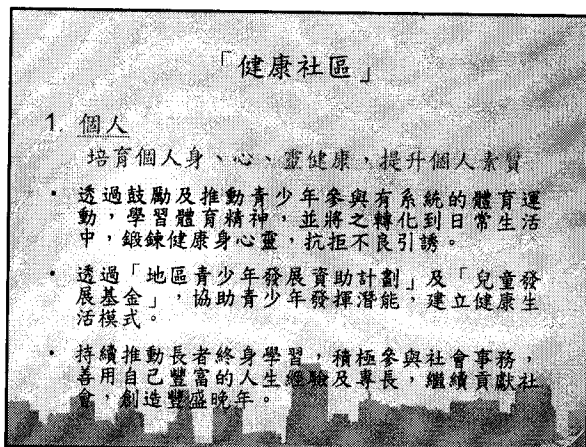 「健康社區」
1. 個人
培育個人身、心、靈健康，提升個人素質
• 透過鼓勵及推動青少年參與有系統的體育運
動，學習體育精神，並將之轉化到日常生活
中，鍛鍊健康身心靈，抗拒不良引誘。
• 透過「地區青少年發展資助計劃」及「兒童發
展基金」，協助青少年發揮潛能，建立健康生
活模式。
• 持續推動長者終身學習，積極參與社會事務，
善用自己豐富的人生經驗及專長，繼續貢獻社
會，創造豐盛晚年。